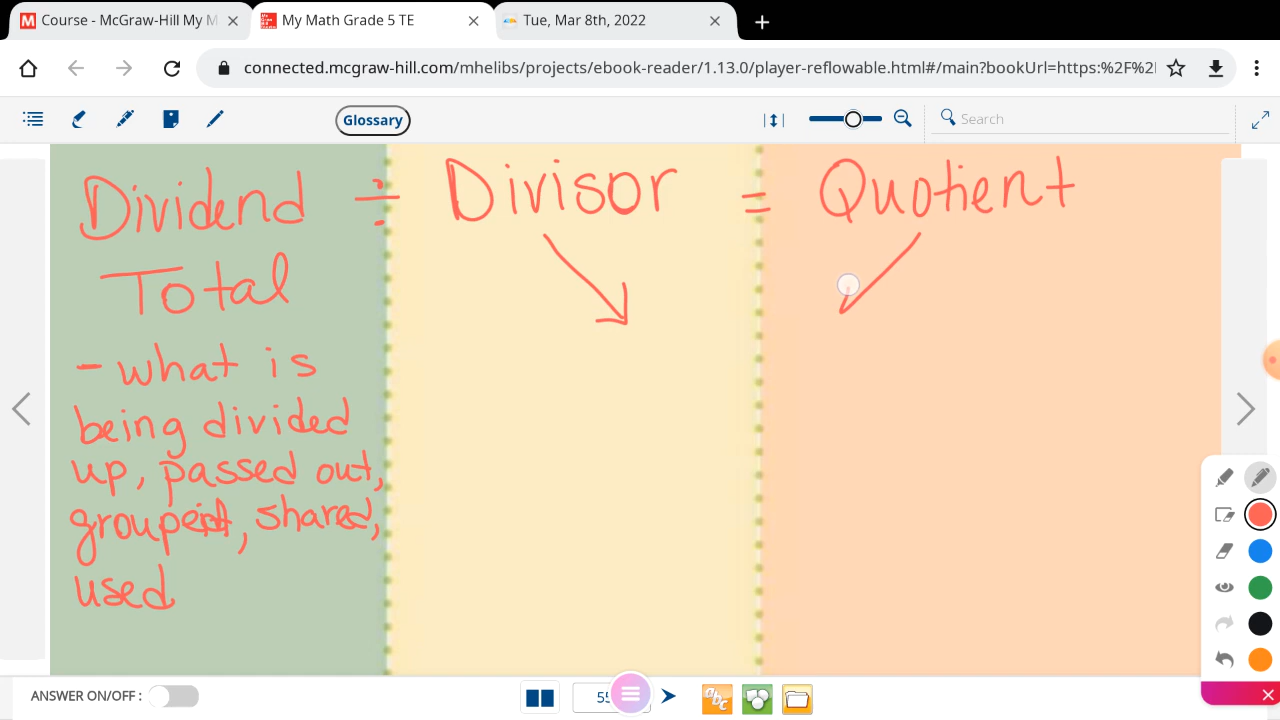 Course - McGraw-Hill My M
My Math Grade 5 TE
Tue, Mar 8th, 2022
connected.mcgraw-hill.com/mhelibs/projects/ebook-reader/1.13.0/player-reflowable.html#/main?bookUrl=https:%2F%2
Glossary
Search
Dividend ÷ Divisor = Quotient
Total
- what is
being divided
up, passed out,
grouped, shared,
used
ANSWER ON/OFF :
55
abc